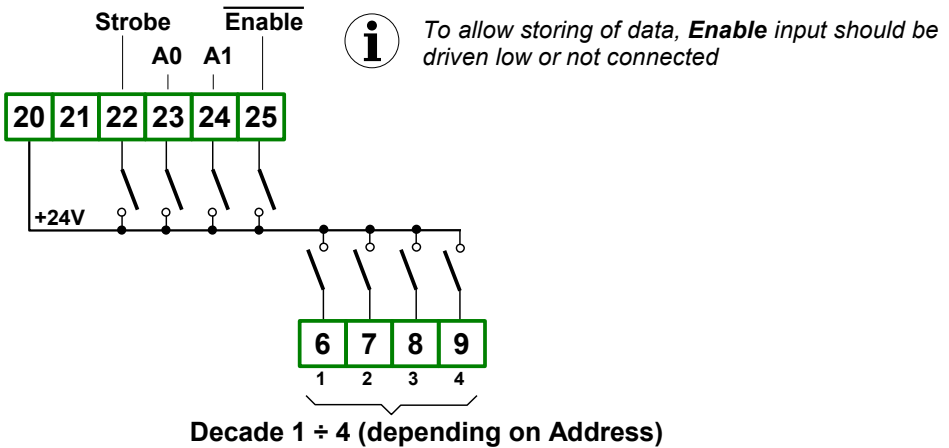 Strobe Enable
A0 A1
To allow storing of data, Enable input should be
driven low or not connected
20 21 22 23 24 25
+24V
6 7 8 9
1 2 3 4
Decade 1 ÷ 4 (depending on Address)